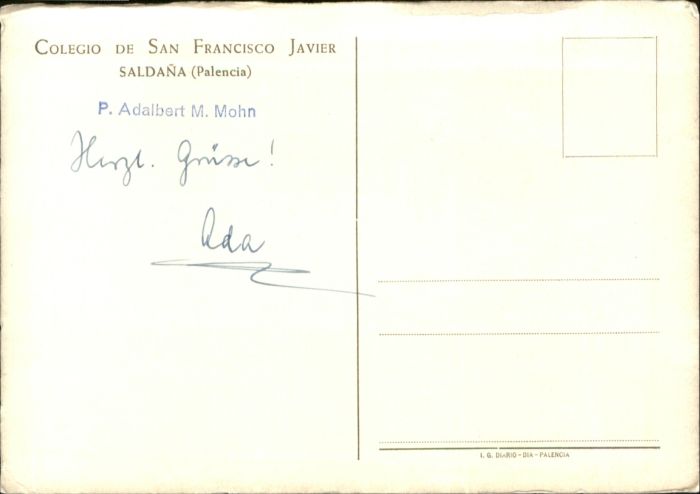 COLEGIO DE SAN FRANCISCO JAVIER
SALDAÑA (Palencia)
P. Adalbert M. Mohn
Herzl. Grüsse!
Ada
I. G. DIARIO - DIA - PALENCIA